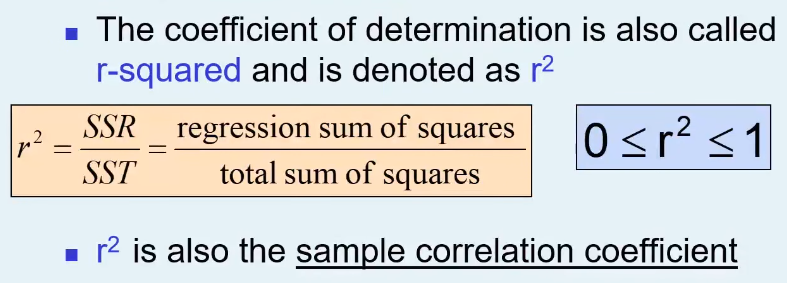 ▪ The coefficient of determination is also called
r-squared and is denoted as r²
r² = SSR / SST = regression sum of squares / total sum of squares
0 ≤ r² ≤ 1
▪ r² is also the sample correlation coefficient